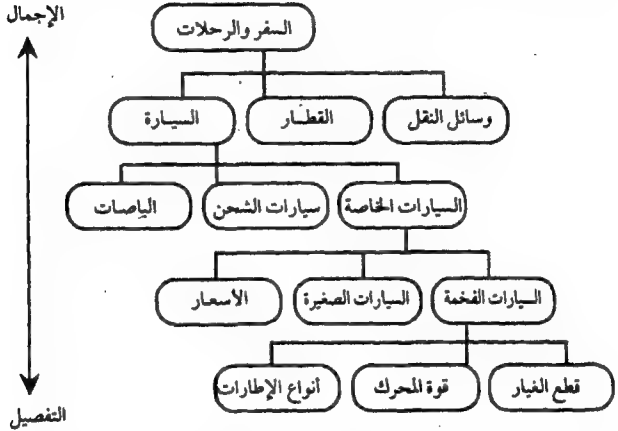 الإجمال
السفر والرحلات
وسائل النقل
القطار
السيارة
السيارات الخاصة
سيارات الشحن
الباصات
السيارات الفخمة
السيارات الصغيرة
الأسعار
قطع الغيار
قوة المحرك
أنواع الإطارات
التفصيل